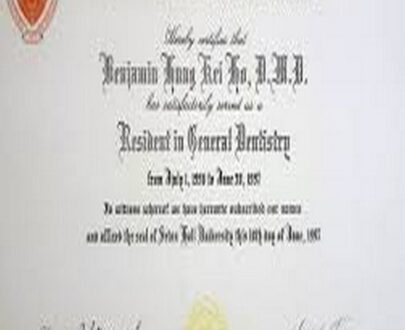 Hereby certifies that
Benjamin Hung Kei Ho, D.M.D.
has satisfactorily served as a
Resident in General Dentistry
from July 1, to June 30, 1997
In witness whereof we have hereunto subscribed our names
and affixed the seal of Seton Hall University this day of June, 1997